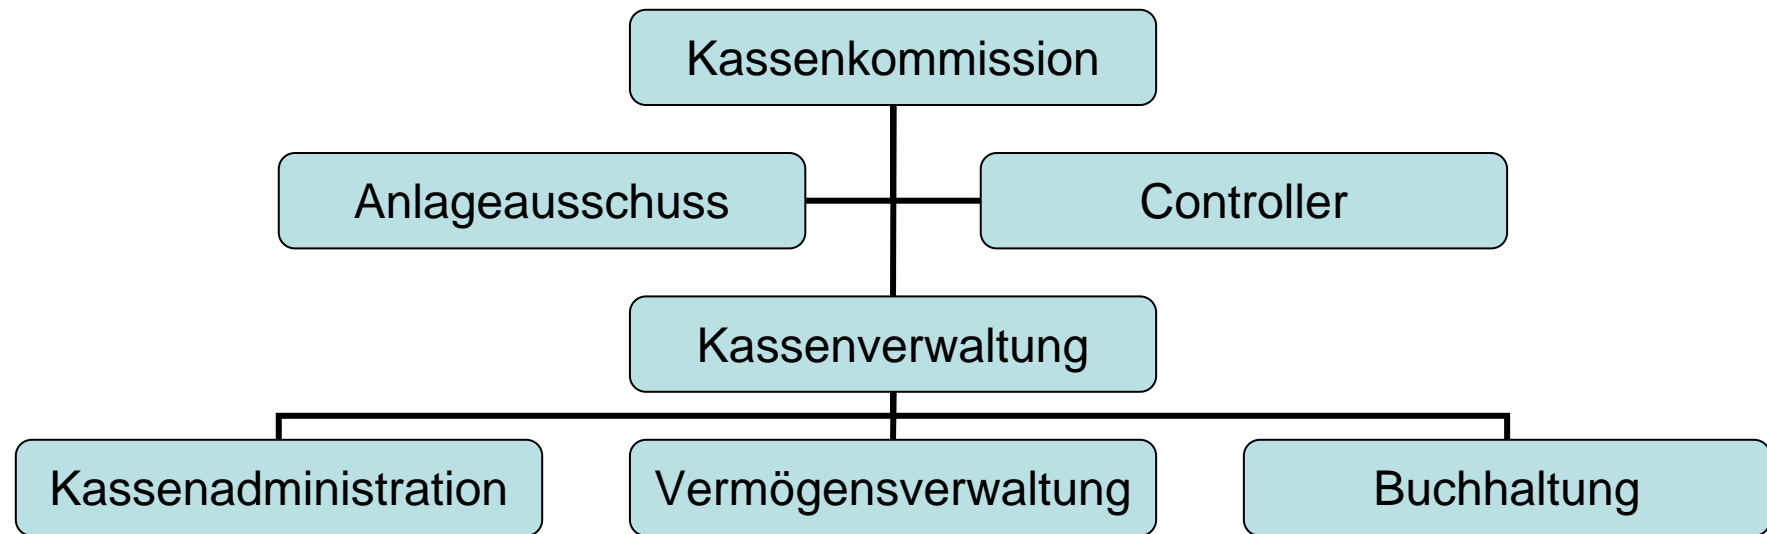 Kassenkommission
Anlageausschuss
Controller
Kassenverwaltung
Kassenadministration
Vermögensverwaltung
Buchhaltung